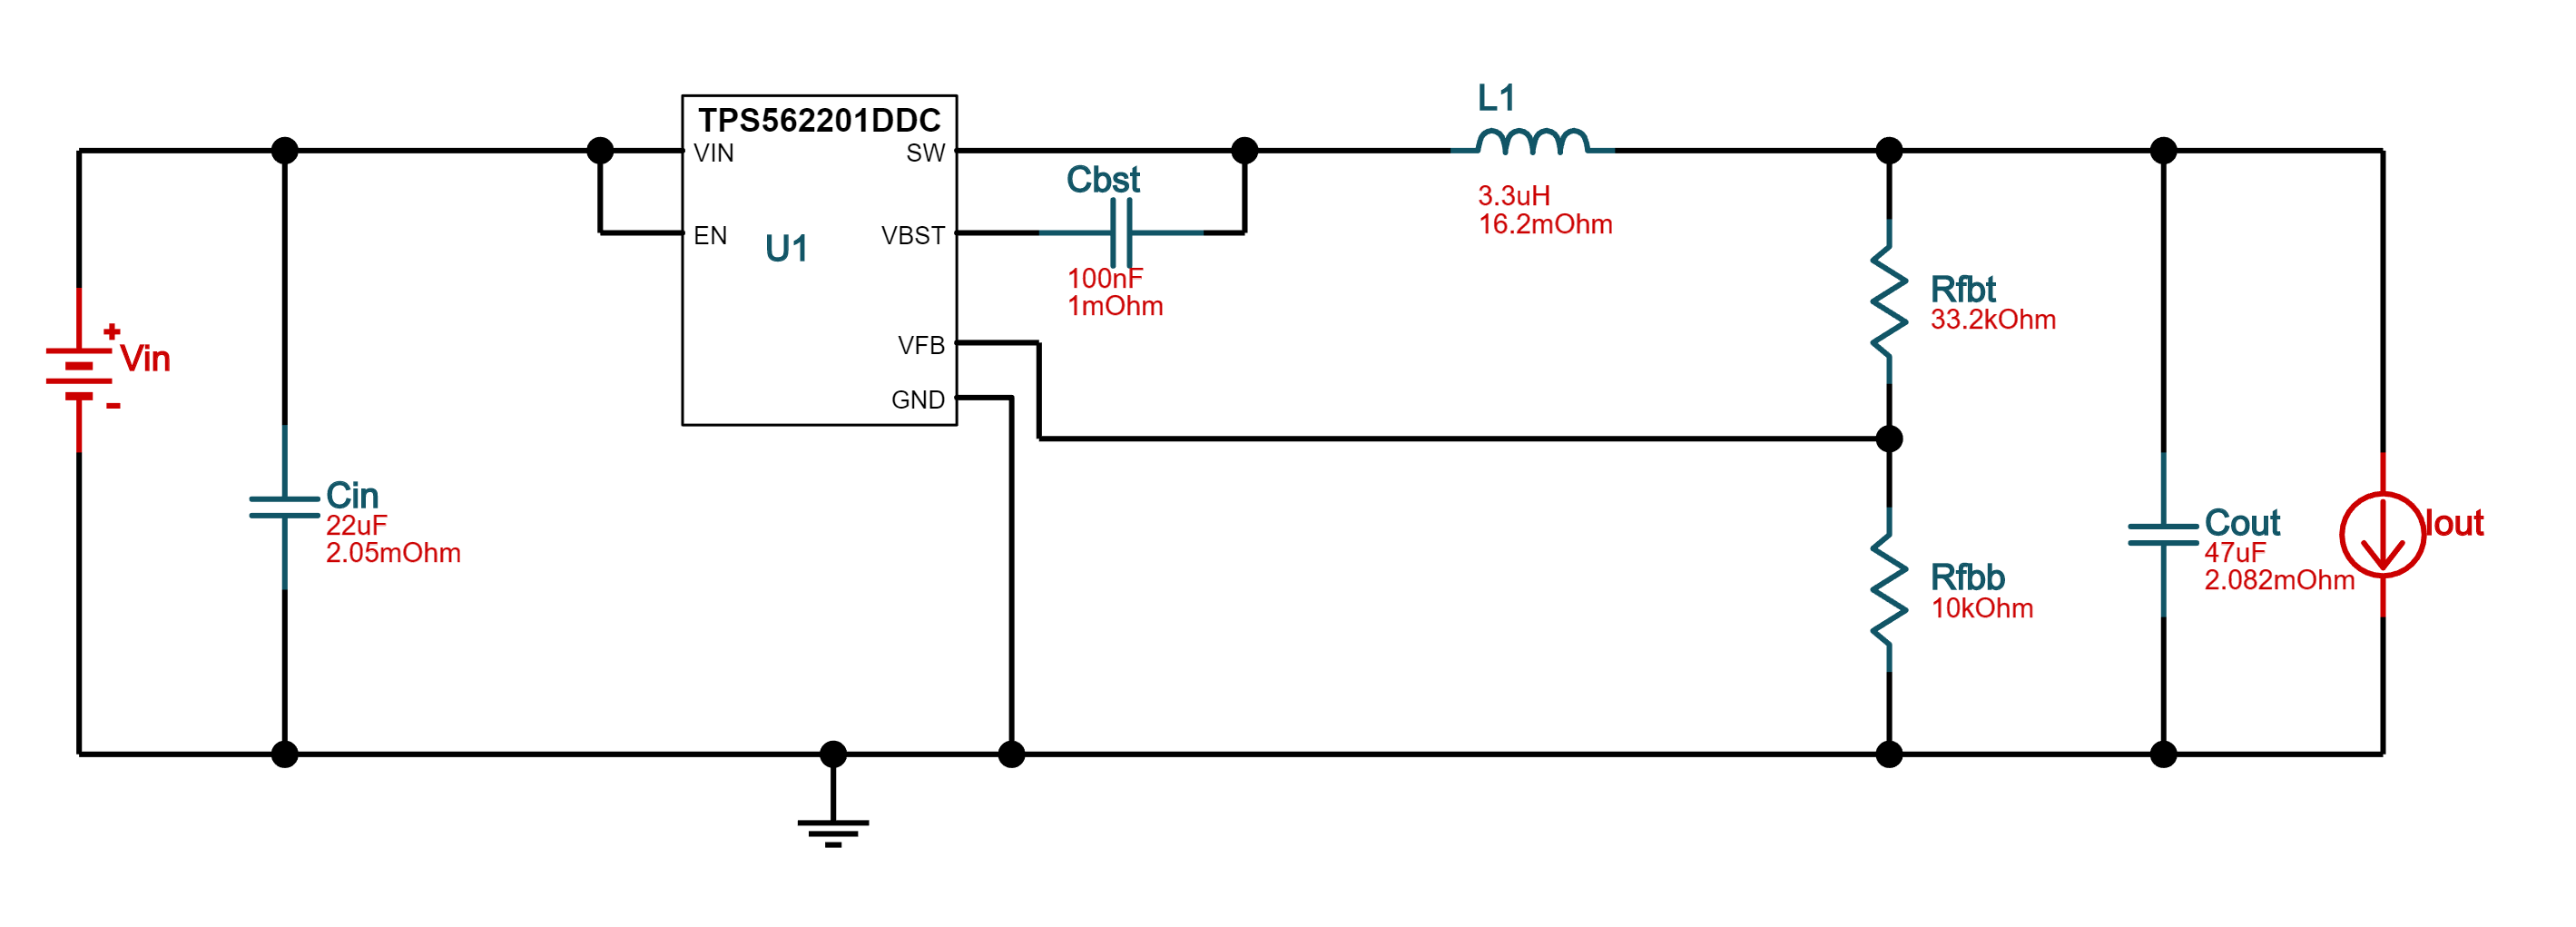 L1
TPS562201DDC
VIN
SW
Cbst
3.3uH
16.2mOhm
EN
U1
VBST
100nF
1mOhm
Rfbt
33.2kOhm
+
Vin
-
VFB
GND
Cin
22uF
2.05mOhm
Cout
47uF
2.082mOhm
Iout
Rfbb
10kOhm